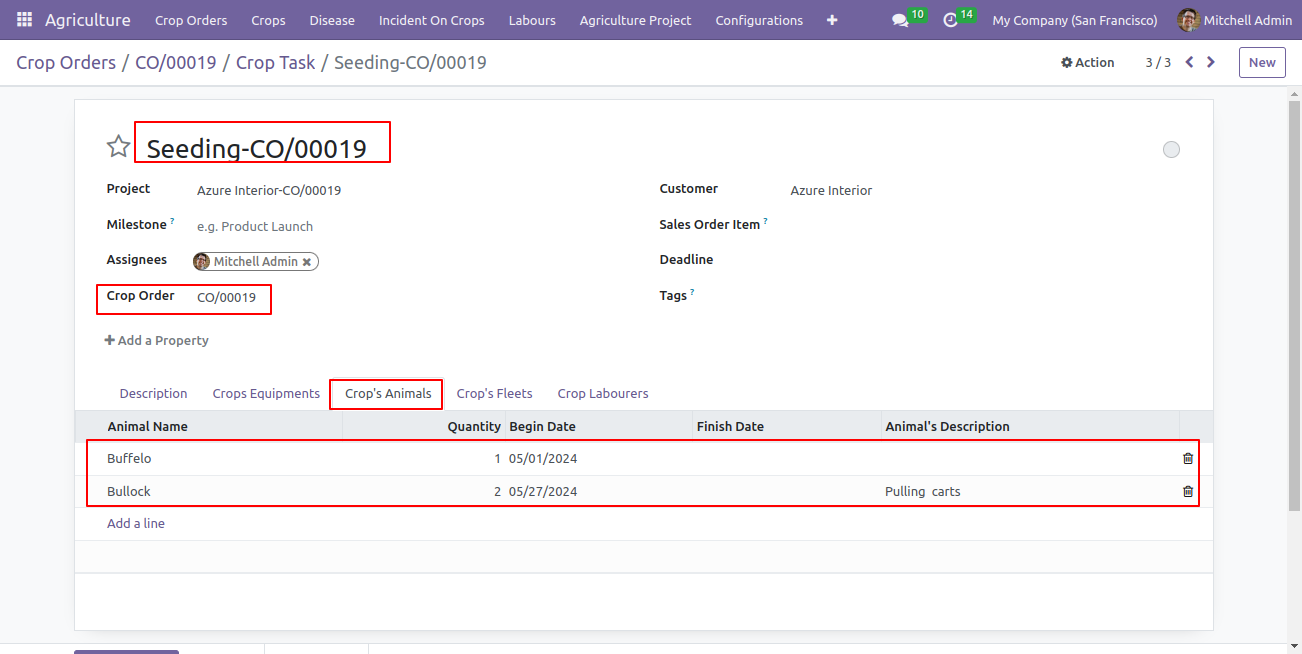 Agriculture Crop Orders Crops Disease Incident On Crops Labours Agriculture Project Configurations + 10 14 My Company (San Francisco) Mitchell Admin
Crop Orders / CO/00019 / Crop Task / Seeding-CO/00019 Action 3 / 3 New
Seeding-CO/00019
Project Azure Interior-CO/00019 Customer Azure Interior
Milestone ? e.g. Product Launch Sales Order Item ?
Assignees Mitchell Admin Deadline
Crop Order CO/00019 Tags ?
Add a Property
Description Crops Equipments Crop's Animals Crop's Fleets Crop Labourers
Animal Name Quantity Begin Date Finish Date Animal's Description
Buffelo 1 05/01/2024
Bullock 2 05/27/2024 Pulling carts
Add a line